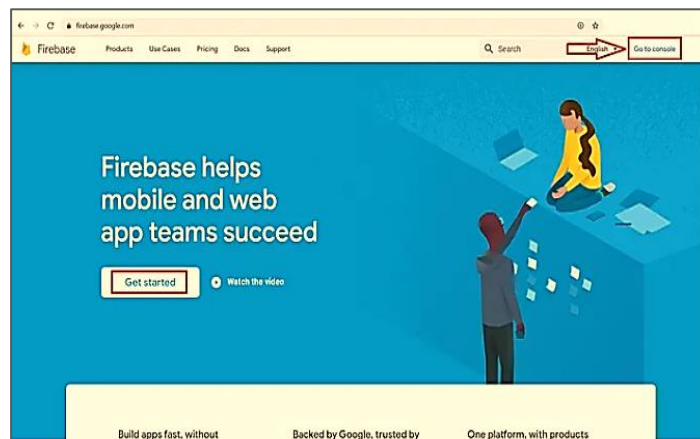 firebase.google.com
Firebase Products Use Cases Pricing Docs Support Search English Go to console
Firebase helps
mobile and web
app teams succeed
Get started Watch the video
Build apps fast, without Backed by Google, trusted by One platform, with products